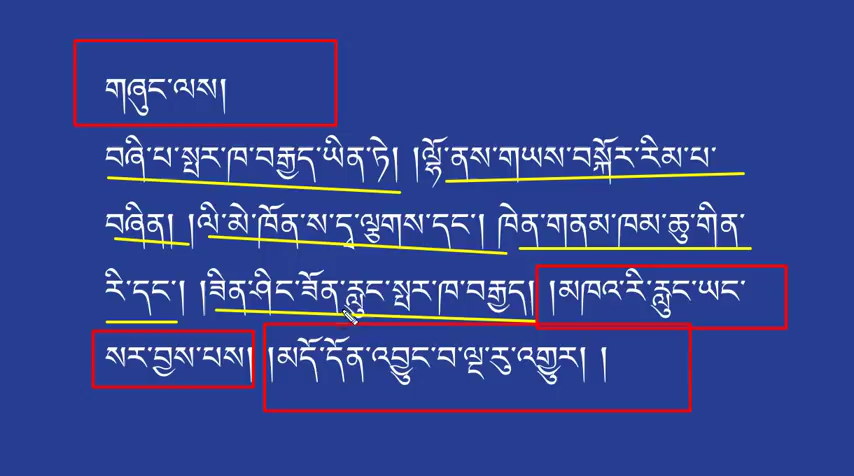 གཞུང་ལས།
བཞི་པ་སྤར་ཁ་བརྒྱད་ཡིན་ཏེ། །ལྷོ་ནས་གཡས་བསྐོར་རིམ་པ་
བཞིན། །ལི་མེ་ཁོན་ས་དྭ་ལྕགས་དང་། ཁེན་གནམ་ཁམ་ཆུ་གིན་
རི་དང་། །ཟིན་ཤིང་ཟོན་རླུང་སྤར་ཁ་བརྒྱད། །མཁའ་རི་རླུང་ཡང་
སར་བྱས་པས། །མདོ་དོན་འབྱུང་བ་ལྔ་རུ་འགྱུར། །